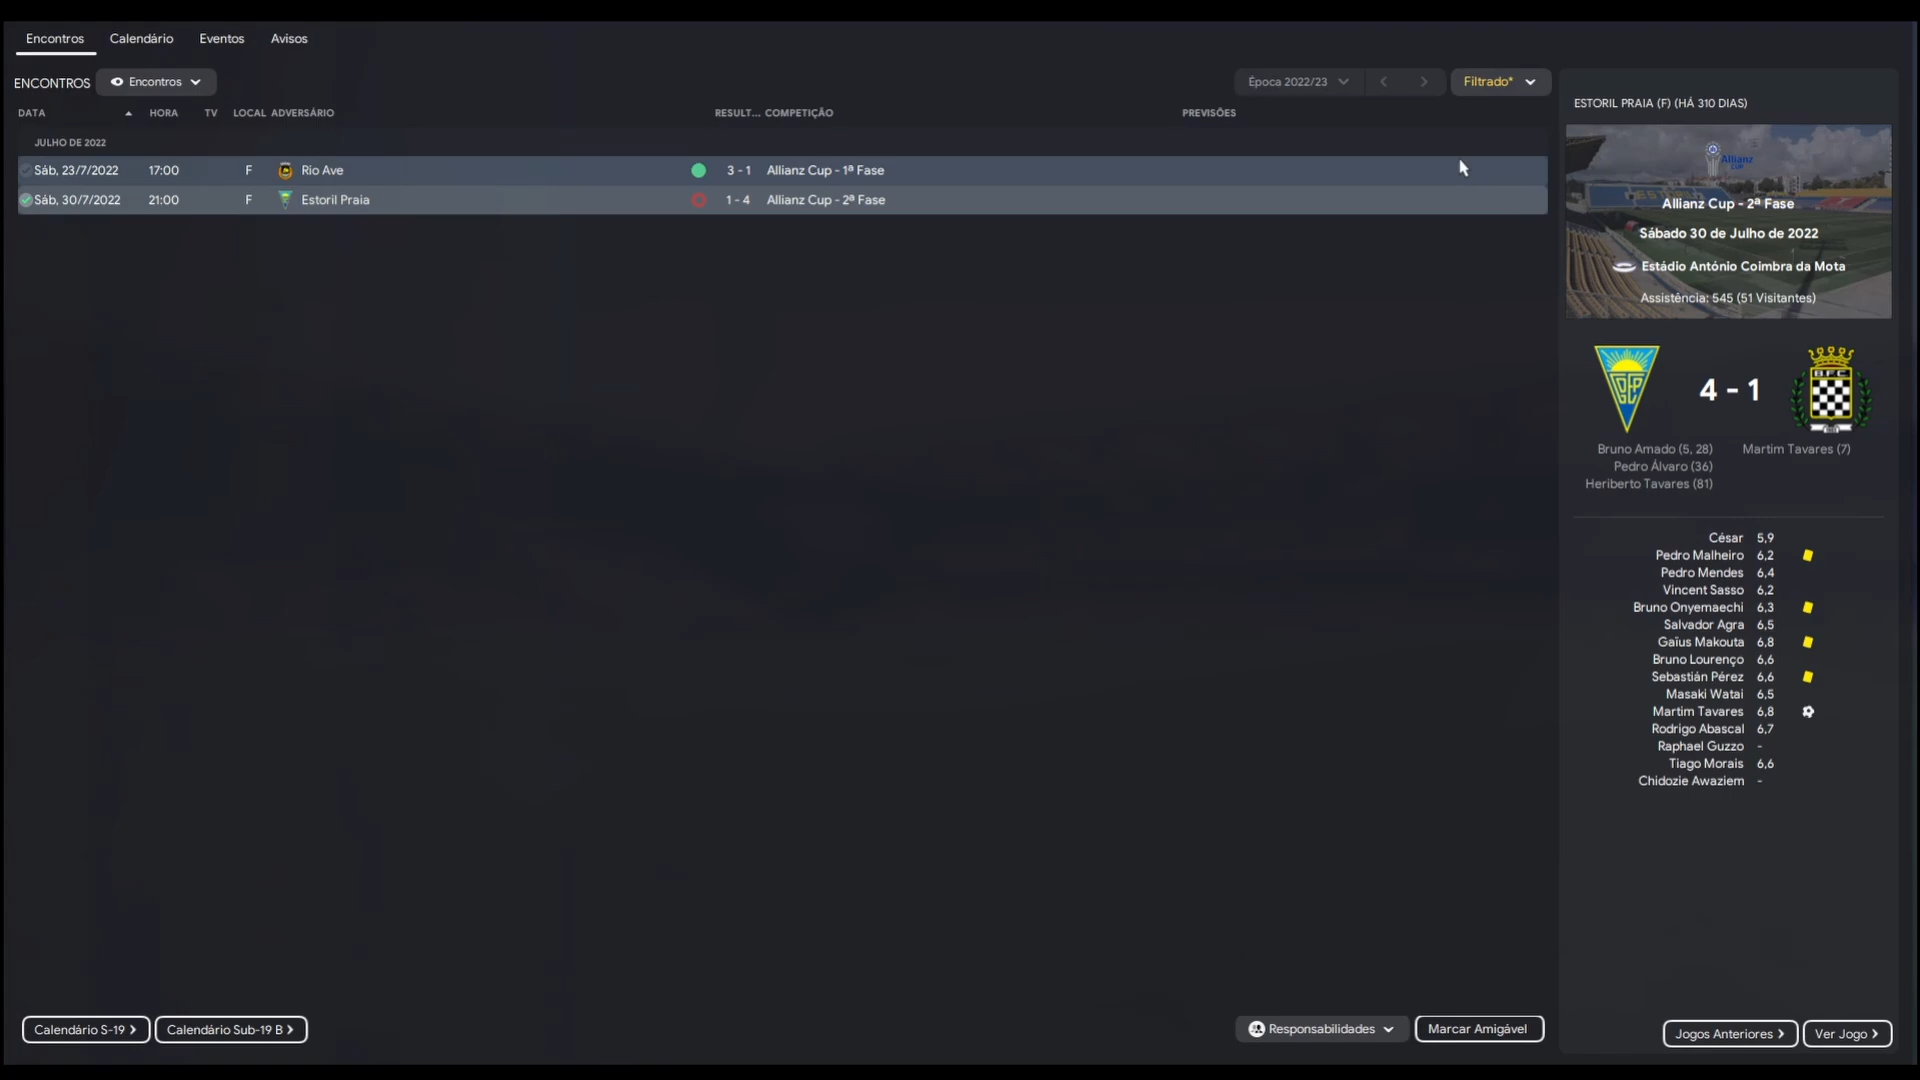 Encontros Calendário Eventos Avisos
ENCONTROS Encontros Época 2022/23 Filtrado*
DATA HORA TV LOCAL ADVERSÁRIO RESULT... COMPETIÇÃO PREVISÕES
JULHO DE 2022
Sáb, 23/7/2022 17:00 F Rio Ave 3 - 1 Allianz Cup - 1ª Fase
Sáb, 30/7/2022 21:00 F Estoril Praia 1 - 4 Allianz Cup - 2ª Fase
ESTORIL PRAIA (F) (HÁ 310 DIAS)
Allianz
CUP
Allianz Cup - 2ª Fase
Sábado 30 de Julho de 2022
Estádio António Coimbra da Mota
Assistência: 545 (51 Visitantes)
4 - 1
BFC
Bruno Amado (5, 28) Martim Tavares (7)
Pedro Álvaro (36)
Heriberto Tavares (81)
César 5,9
Pedro Malheiro 6,2
Pedro Mendes 6,4
Vincent Sasso 6,2
Bruno Onyemaechi 6,3
Salvador Agra 6,5
Gaïus Makouta 6,8
Bruno Lourenço 6,6
Sebastián Pérez 6,6
Masaki Watai 6,5
Martim Tavares 6,8
Rodrigo Abascal 6,7
Raphael Guzzo -
Tiago Morais 6,6
Chidozie Awaziem -
Calendário S-19 Calendário Sub-19 B Responsabilidades Marcar Amigável Jogos Anteriores Ver Jogo